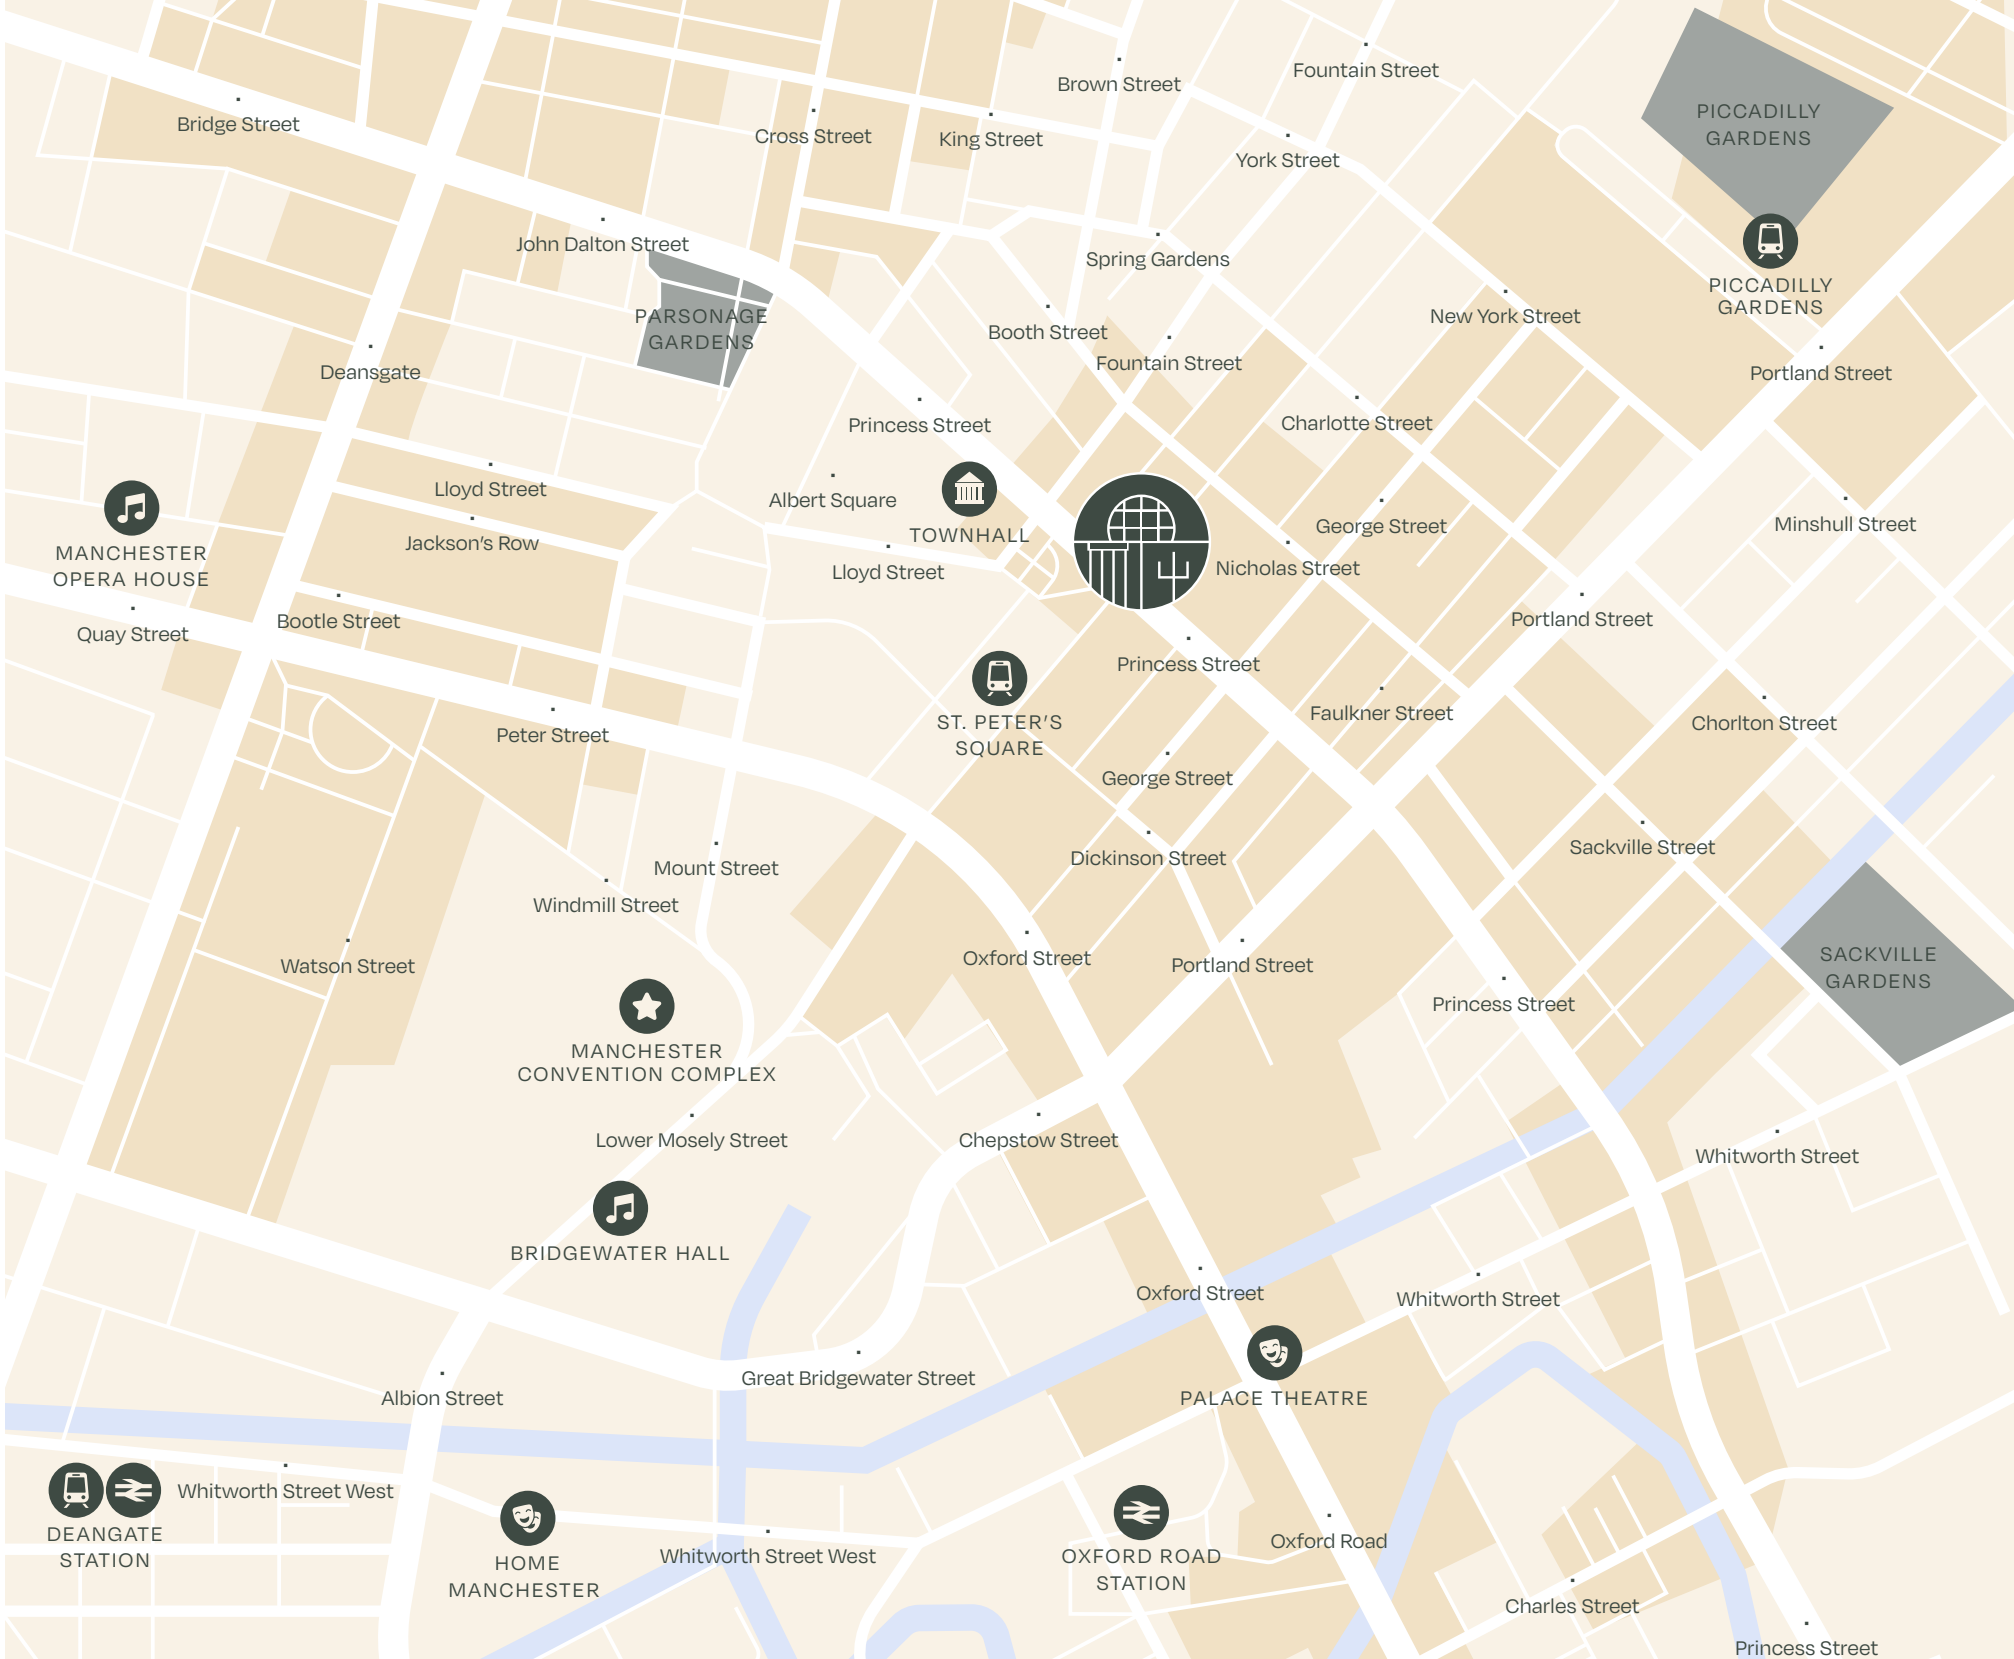 Fountain Street
Brown Street
PICCADILLY
GARDENS
Bridge Street
Cross Street
King Street
York Street
John Dalton Street
Spring Gardens
PICCADILLY
GARDENS
PARSONAGE
GARDENS
Booth Street
New York Street
Fountain Street
Deansgate
Portland Street
Princess Street
Charlotte Street
Lloyd Street
Albert Square
George Street
Minshull Street
TOWNHALL
Jackson’s Row
MANCHESTER
OPERA HOUSE
Lloyd Street
Nicholas Street
Bootle Street
Portland Street
Quay Street
Princess Street
ST. PETER’S
SQUARE
Faulkner Street
Chorlton Street
Peter Street
George Street
Sackville Street
Dickinson Street
Mount Street
Windmill Street
Watson Street
Oxford Street
Portland Street
SACKVILLE
GARDENS
Princess Street
MANCHESTER
CONVENTION COMPLEX
Lower Mosely Street
Chepstow Street
Whitworth Street
BRIDGEWATER HALL
Oxford Street
Whitworth Street
Great Bridgewater Street
Albion Street
PALACE THEATRE
Whitworth Street West
DEANGATE
STATION
HOME
MANCHESTER
Whitworth Street West
OXFORD ROAD
STATION
Oxford Road
Charles Street
Princess Street